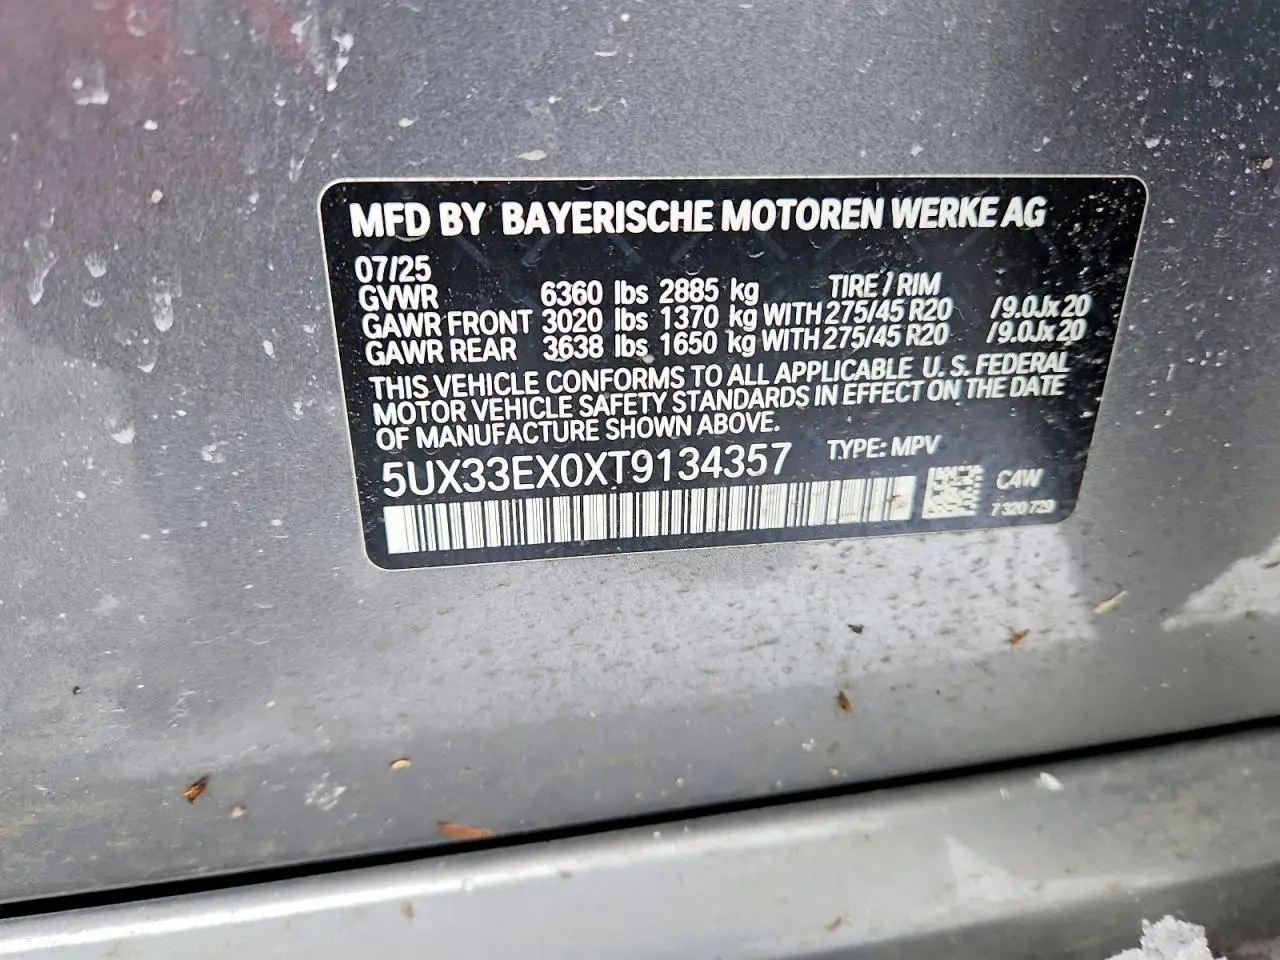 MFD BY BAYERISCHE MOTOREN WERKE AG
07/25
GVWR 6360 lbs 2885 kg TIRE / RIM
GAWR FRONT 3020 lbs 1370 kg WITH 275/45 R20 / 9.0Jx20
GAWR REAR 3638 lbs 1650 kg WITH 275/45 R20 / 9.0Jx20
THIS VEHICLE CONFORMS TO ALL APPLICABLE U.S. FEDERAL
MOTOR VEHICLE SAFETY STANDARDS IN EFFECT ON THE DATE
OF MANUFACTURE SHOWN ABOVE.
5UX33EX0XT9134357 TYPE: MPV
C4W
7 320 729